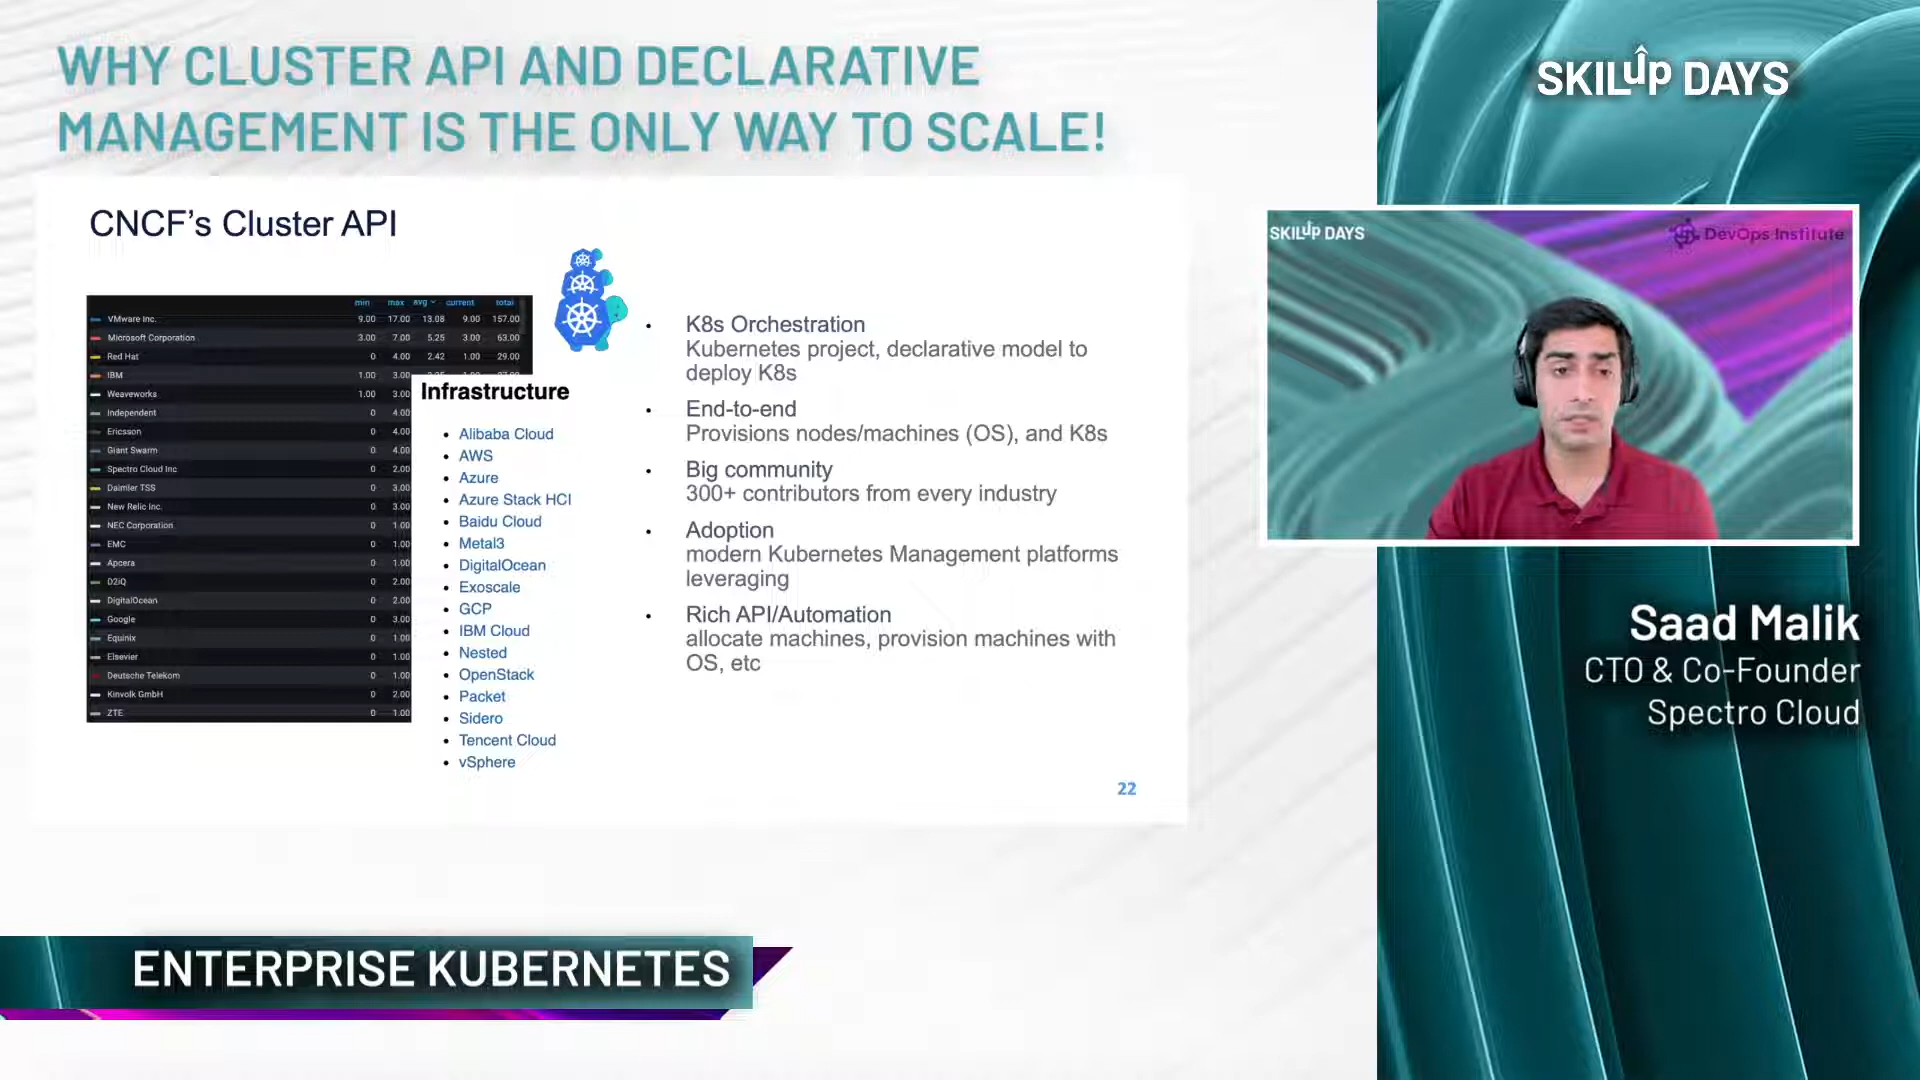 WHY CLUSTER API AND DECLARATIVE
MANAGEMENT IS THE ONLY WAY TO SCALE!
CNCF’s Cluster API
min max avg current total
VMware Inc. 9.00 17.00 13.08 9.00 157.00
Microsoft Corporation 3.00 7.00 5.25 3.00 63.00
Red Hat 0 4.00 2.42 1.00 29.00
IBM 1.00 3.00
Weaveworks 1.00 3.00
Independent 0 4.00
Ericsson 0 4.00
Giant Swarm 0 4.00
Spectro Cloud Inc 0 2.00
Daimler TSS 0 3.00
New Relic Inc. 0 3.00
NEC Corporation 0 1.00
EMC 0 1.00
Apcera 0 1.00
D2iQ 0 2.00
DigitalOcean 0 2.00
Google 0 3.00
Equinix 0 1.00
Elsevier 0 1.00
Deutsche Telekom 0 1.00
Kinvolk GmbH 0 2.00
ZTE 0 1.00
Infrastructure
• Alibaba Cloud
• AWS
• Azure
• Azure Stack HCI
• Baidu Cloud
• Metal3
• DigitalOcean
• Exoscale
• GCP
• IBM Cloud
• Nested
• OpenStack
• Packet
• Sidero
• Tencent Cloud
• vSphere
• K8s Orchestration
Kubernetes project, declarative model to
deploy K8s
• End-to-end
Provisions nodes/machines (OS), and K8s
• Big community
300+ contributors from every industry
• Adoption
modern Kubernetes Management platforms
leveraging
• Rich API/Automation
allocate machines, provision machines with
OS, etc
22
ENTERPRISE KUBERNETES
SKILup DAYS
SKILup DAYS
DevOps Institute
Saad Malik
CTO & Co-Founder
Spectro Cloud